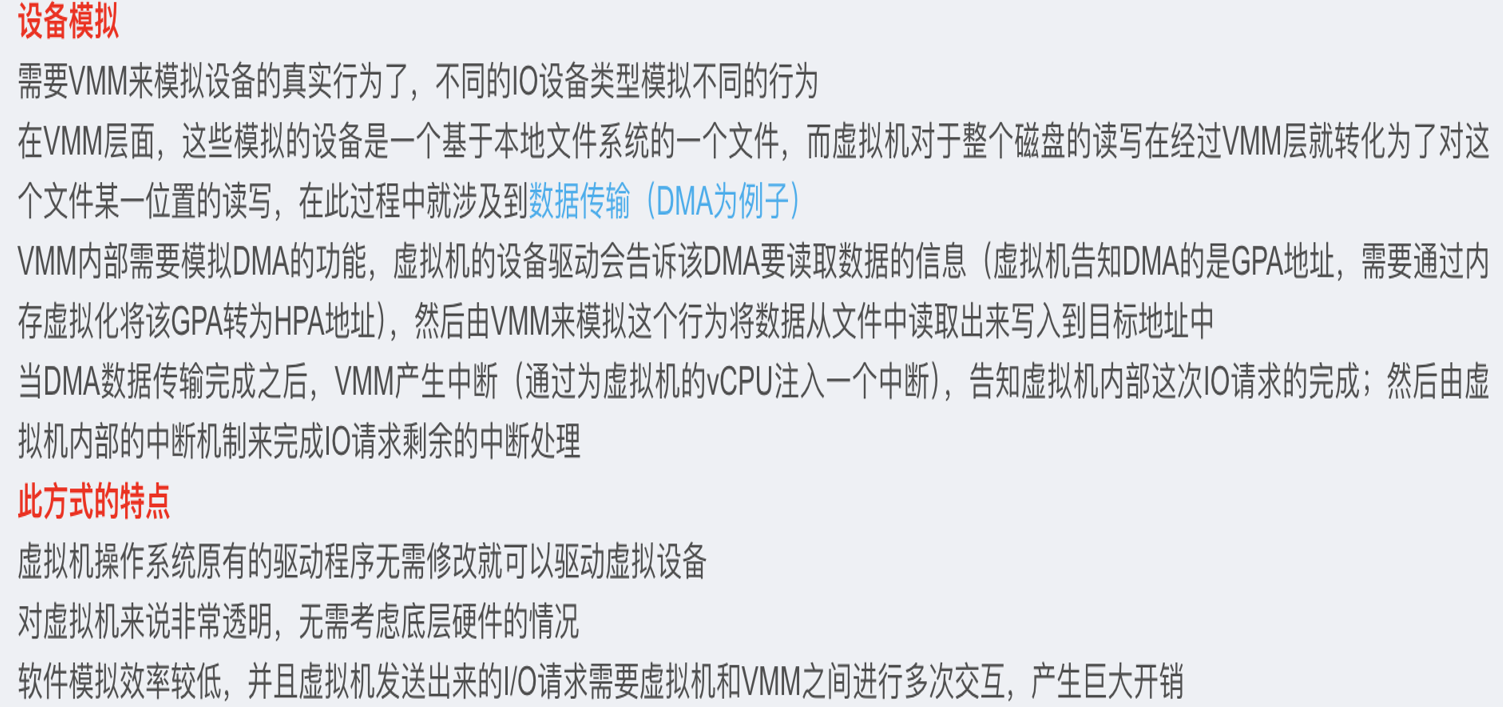 设备模拟
需要VMM来模拟设备的真实行为了，不同的IO设备类型模拟不同的行为
在VMM层面，这些模拟的设备是一个基于本地文件系统的一个文件，而虚拟机对于整个磁盘的读写在经过VMM层就转化为了对这
个文件某一位置的读写，在此过程中就涉及到数据传输（DMA为例子）
VMM内部需要模拟DMA的功能，虚拟机的设备驱动会告诉该DMA要读取数据的信息（虚拟机告知DMA的是GPA地址，需要通过内
存虚拟化将该GPA转为HPA地址），然后由VMM来模拟这个行为将数据从文件中读取出来写入到目标地址中
当DMA数据传输完成之后，VMM产生中断（通过为虚拟机的vCPU注入一个中断），告知虚拟机内部这次IO请求的完成；然后由虚
拟机内部的中断机制来完成IO请求剩余的中断处理
此方式的特点
虚拟机操作系统原有的驱动程序无需修改就可以驱动虚拟设备
对虚拟机来说非常透明，无需考虑底层硬件的情况
软件模拟效率较低，并且虚拟机发送出来的I/O请求需要虚拟机和VMM之间进行多次交互，产生巨大开销